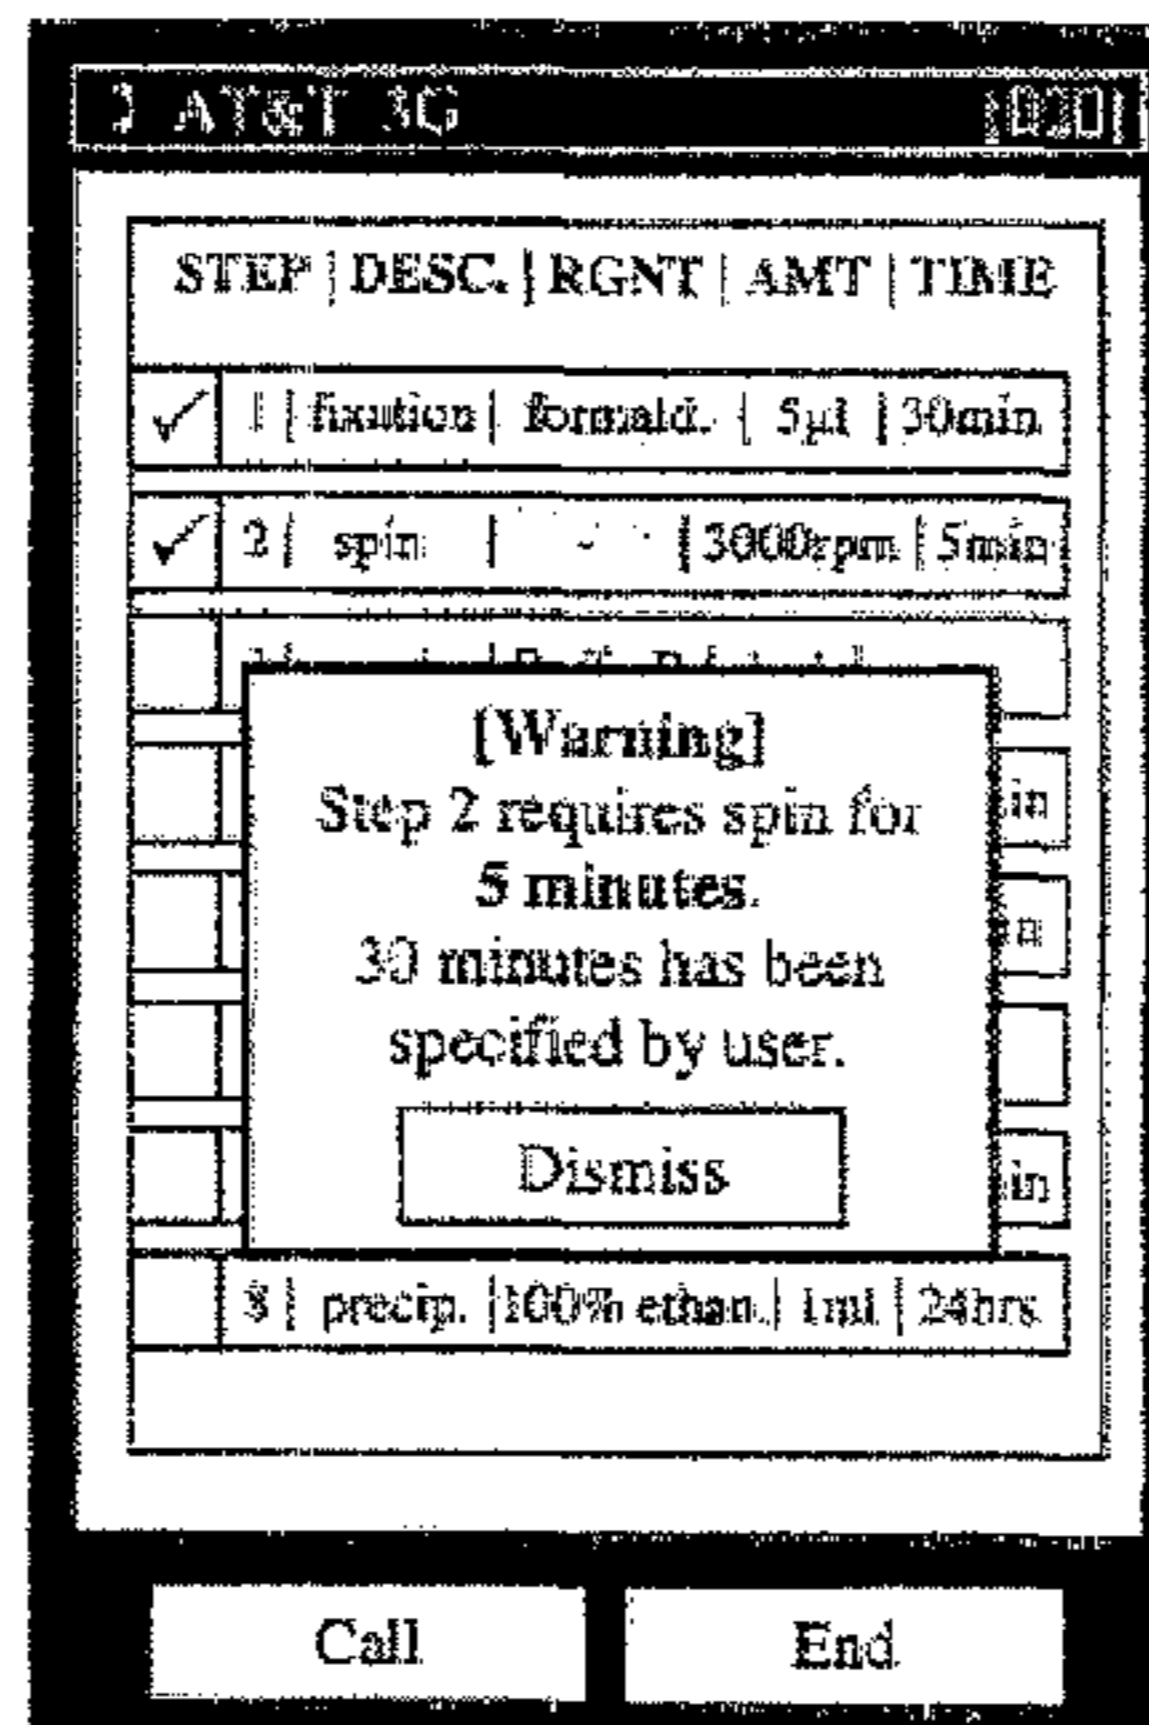 AT&T 3G
STEP | DESC. | RGNT | AMT | TIME
✓ 1 | fixation | formald. | 5µl | 30min
✓ 2 | spin | - | 3000rpm | 5min
[Warning]
Step 2 requires spin for
5 minutes.
30 minutes has been
specified by user.
Dismiss
8 | precip. | 100% ethan. | 1ml | 24hrs
Call
End